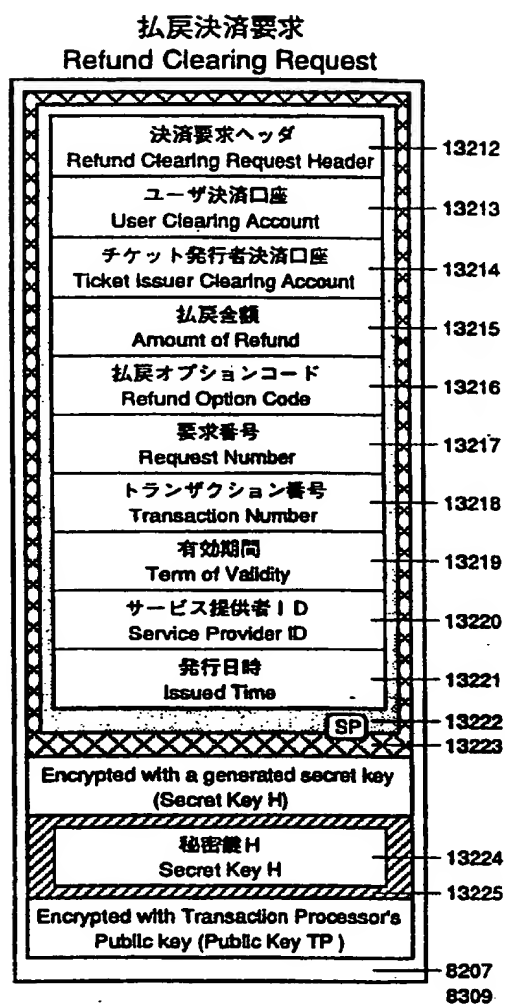 払戻決済要求
Refund Clearing Request
決済要求ヘッダ
Refund Clearing Request Header
13212
ユーザ決済口座
User Clearing Account
13213
チケット発行者決済口座
Ticket Issuer Clearing Account
13214
払戻金額
Amount of Refund
13215
払戻オプションコード
Refund Option Code
13216
要求番号
Request Number
13217
トランザクション番号
Transaction Number
13218
有効期間
Term of Validity
13219
サービス提供者ID
Service Provider ID
13220
発行日時
Issued Time
13221
SP
13222
13223
Encrypted with a generated secret key
(Secret Key H)
秘密鍵H
Secret Key H
13224
13225
Encrypted with Transaction Processor's
Public key (Public Key TP)
8207
8309